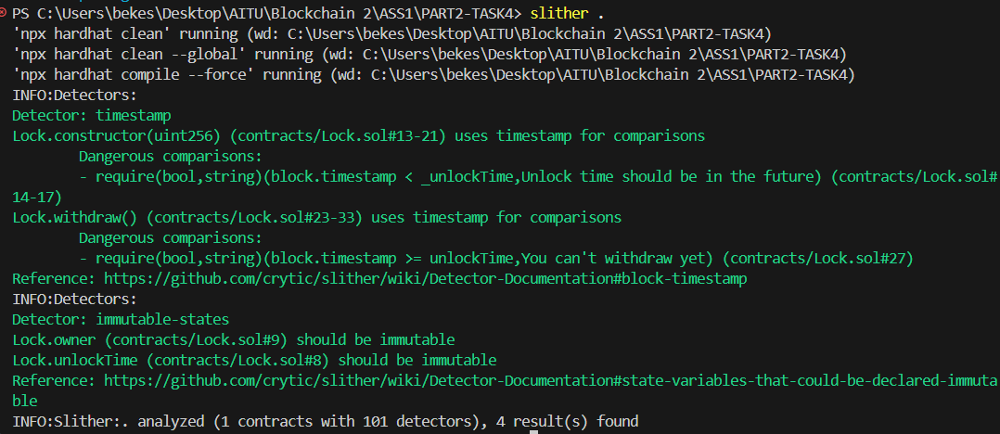 PS C:\Users\bekes\Desktop\AITU\Blockchain 2\ASS1\PART2-TASK4> slither .
'npx hardhat clean' running (wd: C:\Users\bekes\Desktop\AITU\Blockchain 2\ASS1\PART2-TASK4)
'npx hardhat clean --global' running (wd: C:\Users\bekes\Desktop\AITU\Blockchain 2\ASS1\PART2-TASK4)
'npx hardhat compile --force' running (wd: C:\Users\bekes\Desktop\AITU\Blockchain 2\ASS1\PART2-TASK4)
INFO:Detectors:
Detector: timestamp
Lock.constructor(uint256) (contracts/Lock.sol#13-21) uses timestamp for comparisons
        Dangerous comparisons:
        - require(bool,string)(block.timestamp < _unlockTime,Unlock time should be in the future) (contracts/Lock.sol#
14-17)
Lock.withdraw() (contracts/Lock.sol#23-33) uses timestamp for comparisons
        Dangerous comparisons:
        - require(bool,string)(block.timestamp >= unlockTime,You can't withdraw yet) (contracts/Lock.sol#27)
Reference: https://github.com/crytic/slither/wiki/Detector-Documentation#block-timestamp
INFO:Detectors:
Detector: immutable-states
Lock.owner (contracts/Lock.sol#9) should be immutable
Lock.unlockTime (contracts/Lock.sol#8) should be immutable
Reference: https://github.com/crytic/slither/wiki/Detector-Documentation#state-variables-that-could-be-declared-immuta
ble
INFO:Slither:. analyzed (1 contracts with 101 detectors), 4 result(s) found